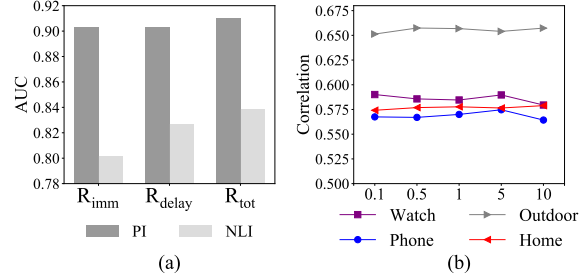 (a)
0.92
0.90
0.88
0.86
0.84
0.82
0.80
0.78
AUC
R_imm R_delay R_tot
PI NLI
(a)
(b)
0.675
0.650
0.625
0.600
0.575
0.550
0.525
0.500
Correlation
0.1 0.5 1 5 10
Watch Outdoor
Phone Home
(b)